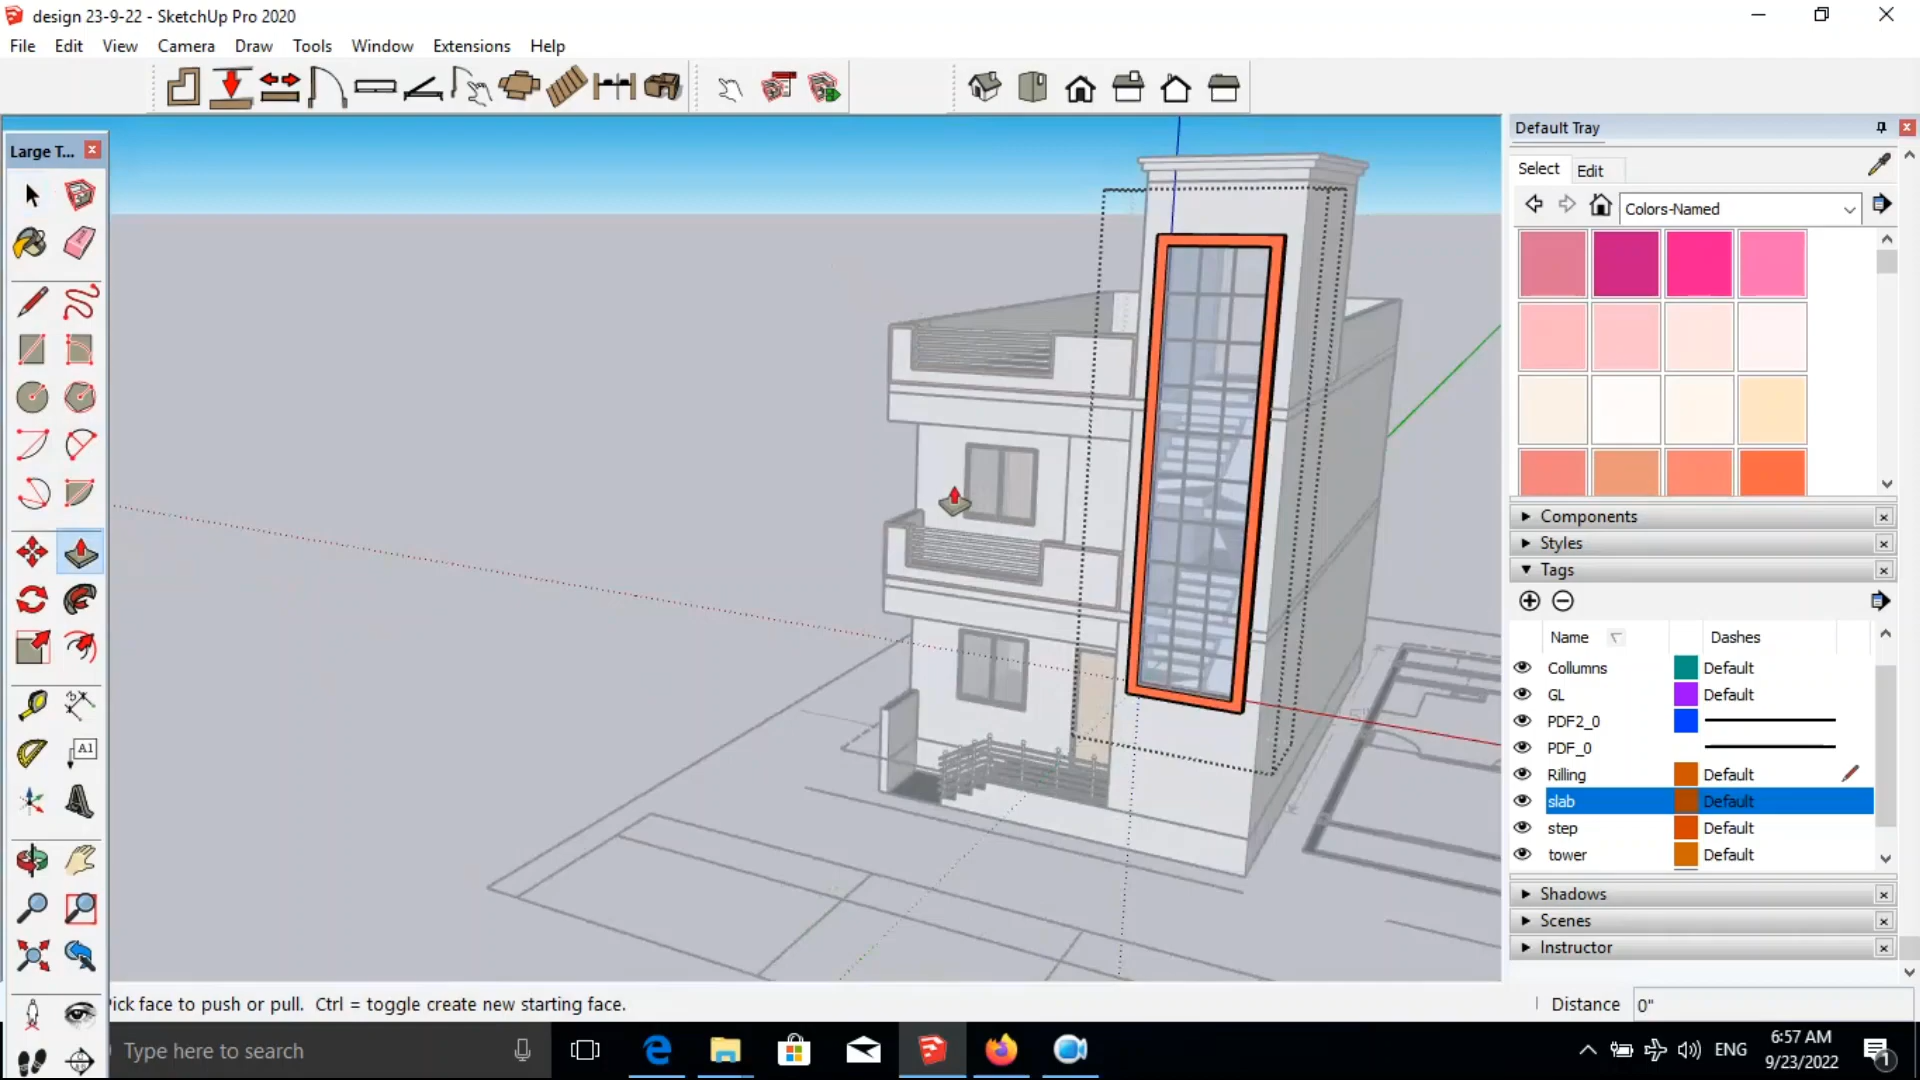 design 23-9-22 - SketchUp Pro 2020
File Edit View Camera Draw Tools Window Extensions Help
Large T...
Default Tray
Select Edit
Colors-Named
Components
Styles
Tags
Name Dashes
Collumns Default
GL Default
PDF2_0
PDF_0
Rilling Default
slab Default
step Default
tower Default
Shadows
Scenes
Instructor
A1
ick face to push or pull. Ctrl = toggle create new starting face.
Distance 0"
Type here to search
ENG
6:57 AM
9/23/2022
1